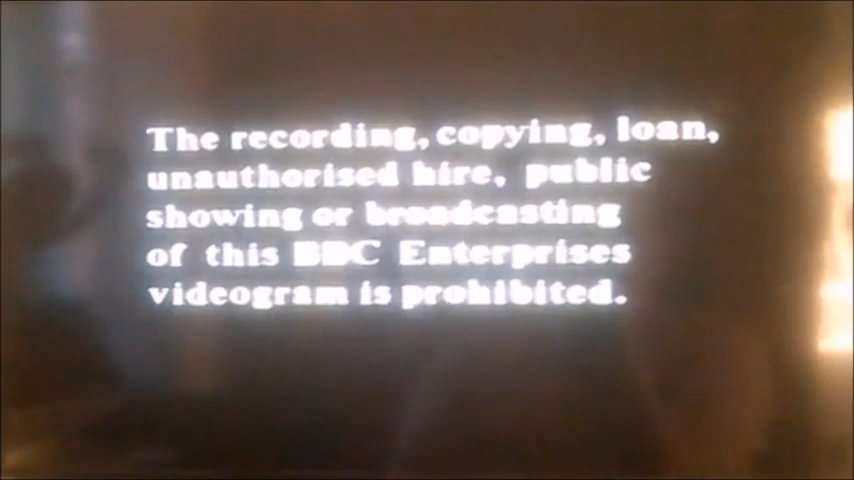 The recording, copying, loan,
unauthorised hire, public
showing or broadcasting
of this BBC Enterprises
videogram is prohibited.